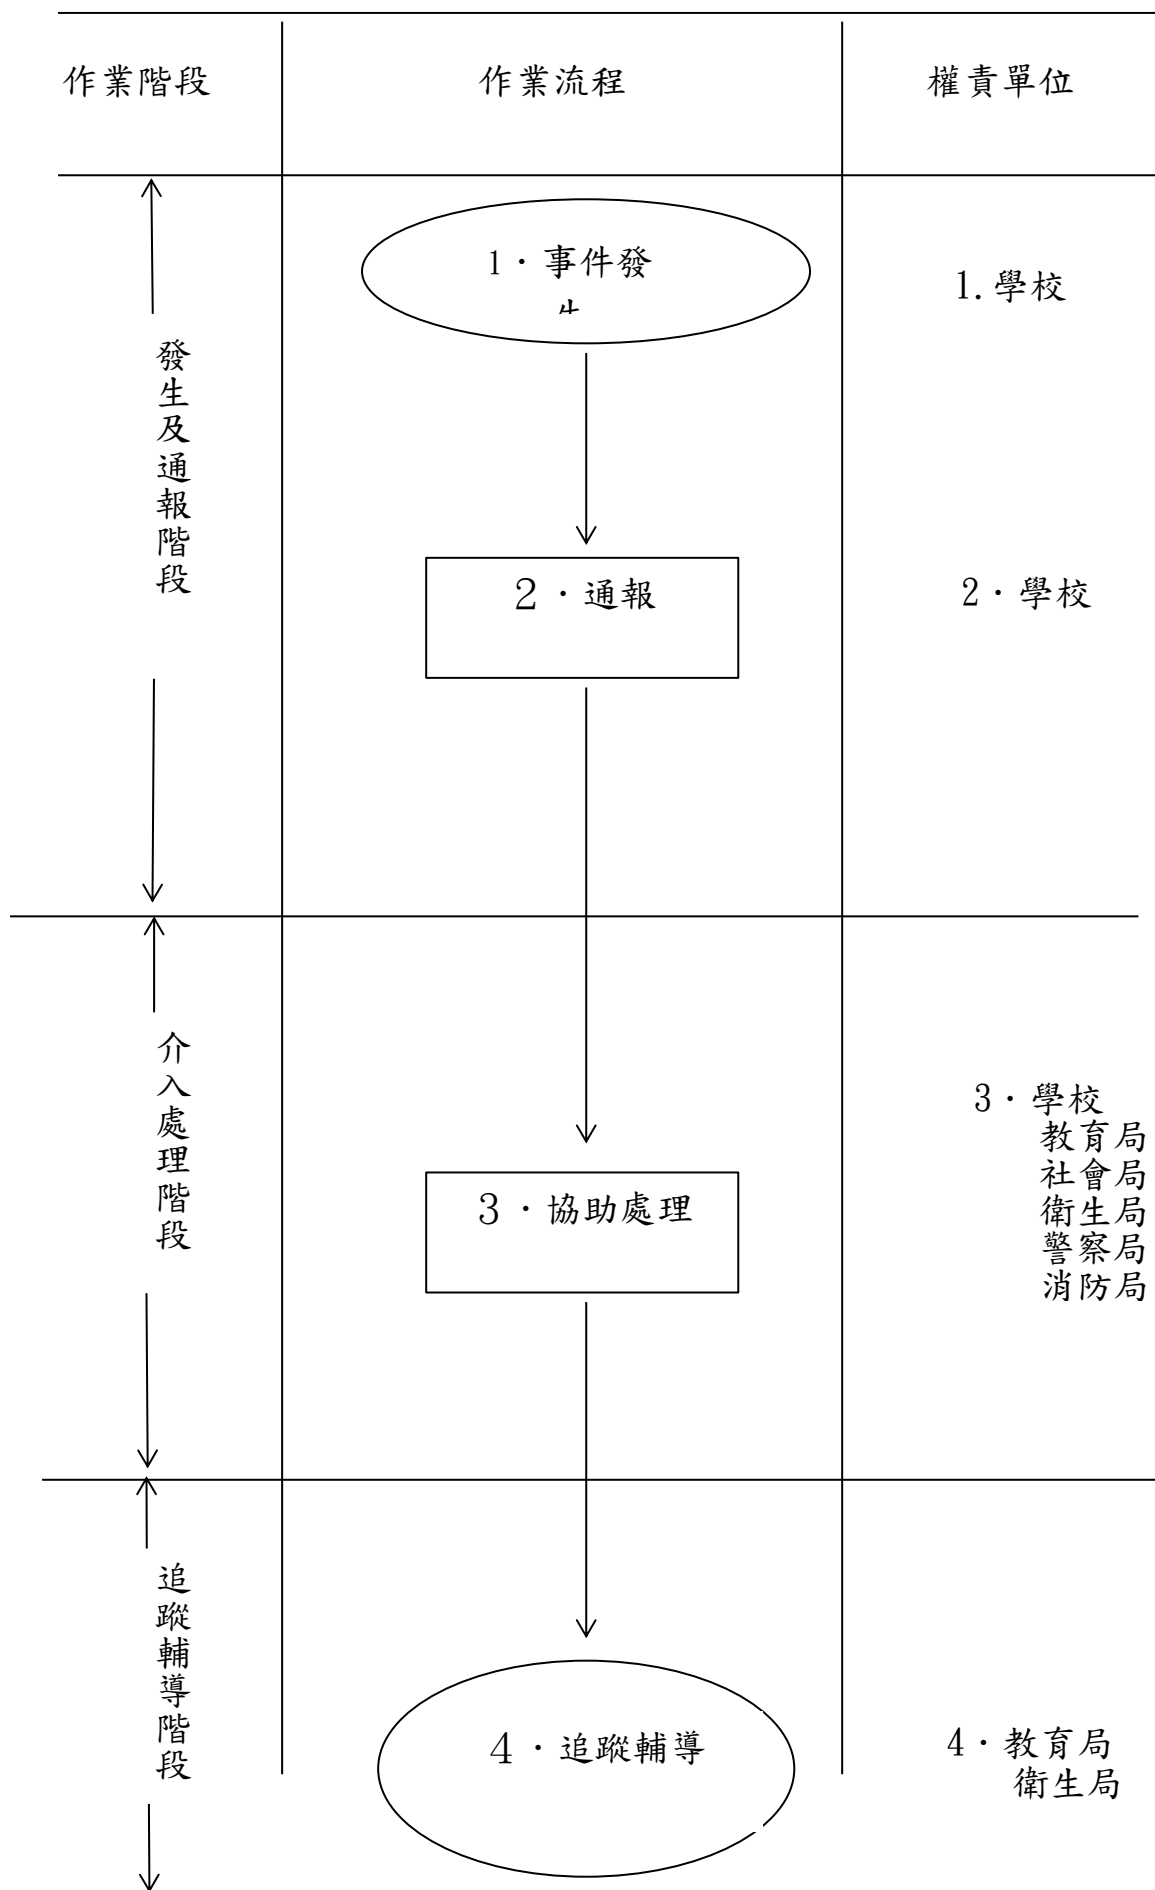 作業階段
作業流程
權責單位
發生及通報階段
1．事件發
生
1.學校
2．通報
2．學校
介入處理階段
3．協助處理
3．學校
教育局
社會局
衛生局
警察局
消防局
追蹤輔導階段
4．追蹤輔導
4．教育局
衛生局